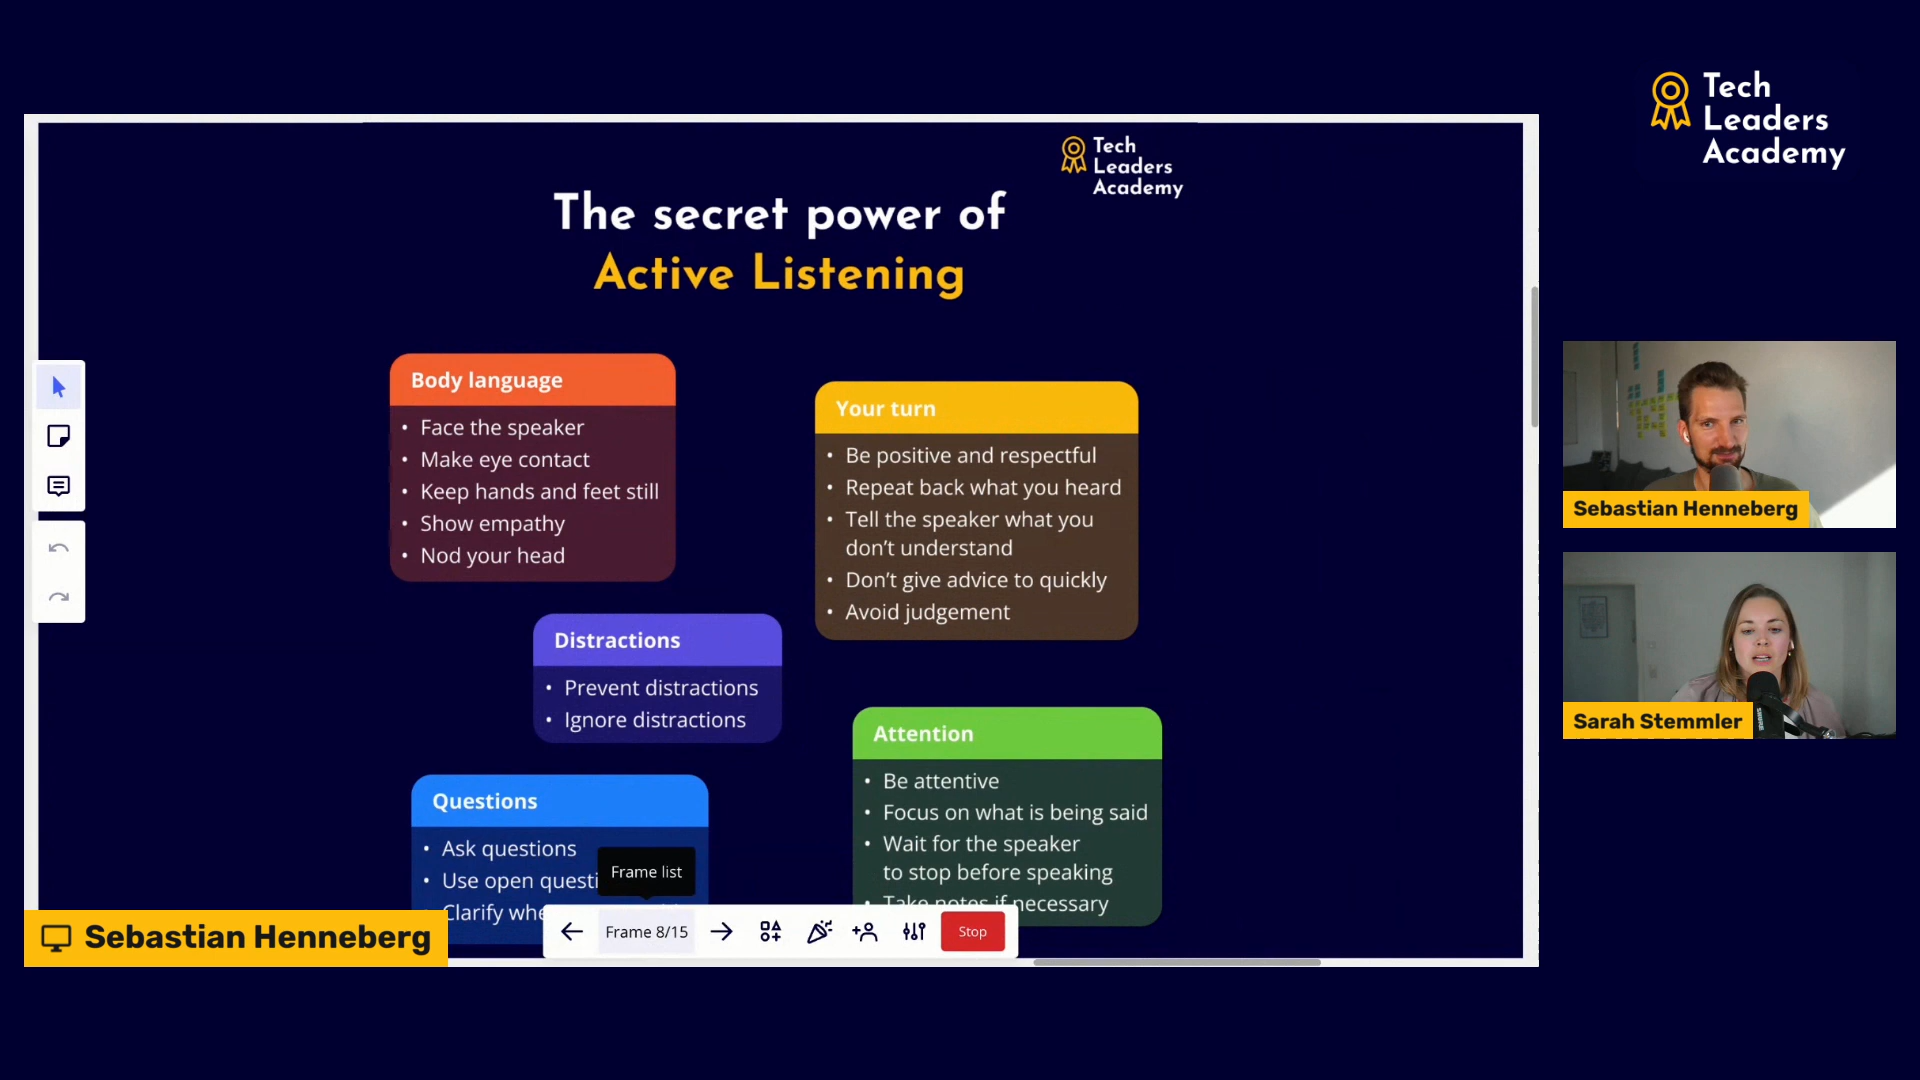 Tech
Leaders
Academy
Tech
Leaders
Academy
The secret power of
Active Listening
Body language
• Face the speaker
• Make eye contact
• Keep hands and feet still
• Show empathy
• Nod your head
Your turn
• Be positive and respectful
• Repeat back what you heard
• Tell the speaker what you
don't understand
• Don't give advice to quickly
• Avoid judgement
Distractions
• Prevent distractions
• Ignore distractions
Attention
• Be attentive
• Focus on what is being said
• Wait for the speaker
to stop before speaking
• Take notes if necessary
Questions
• Ask questions
• Use open questi
Clarify whe
Frame list
Frame 8/15
Stop
Sebastian Henneberg
Sebastian Henneberg
Sarah Stemmler